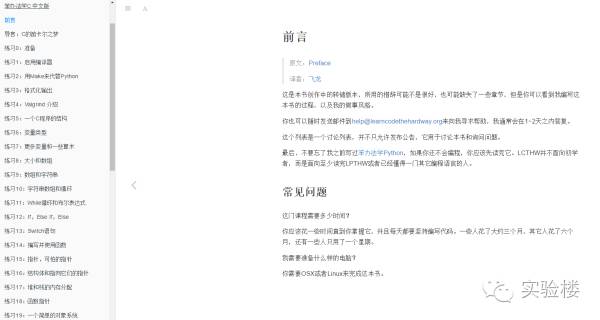 笨办法学C 中文版
前言
导言：C的笛卡尔之梦
练习0：准备
练习1：启用编译器
练习2：用Make来代替Python
练习3：格式化输出
练习4：Valgrind 介绍
练习5：一个C程序的结构
练习6：变量类型
练习7：更多变量和一些算术
练习8：大小和数组
练习9：数组和字符串
练习10：字符串数组和循环
练习11：While循环和布尔表达式
练习12：If，Else If，Else
练习13：Switch语句
练习14：编写并使用函数
练习15：指针，可怕的指针
练习16：结构体和指向它们的指针
练习17：堆和栈的内存分配
练习18：函数指针
练习19：一个简单的对象系统
A
前言
原文：Preface
译者：飞龙
这是本书创作中的转储版本，所用的措辞可能不是很好，也可能缺失了一些章节，但是你可以看到我编写这
本书的过程，以及我的做事风格。
你也可以随时发送邮件到help@learncodethehardway.org来向我寻求帮助，我通常会在1~2天之内答复。
这个列表是一个讨论列表，并不只允许发布公告，它用于讨论本书和询问问题。
最后，不要忘了我之前写过笨办法学Python，如果你还不会编程，你应该先读完它。LCTHW并不面向初学
者，而是面向至少读完LPTHW或者已经懂得一门其它编程语言的人。
常见问题
这门课程需要多少时间？
你应该花一些时间直到你掌握它，并且每天都要坚持编写代码。一些人花了大约三个月，其它人花了六个
月，还有一些人只用了一个星期。
我需要准备什么样的电脑？
你需要OSX或者Linux来完成这本书。
实验楼